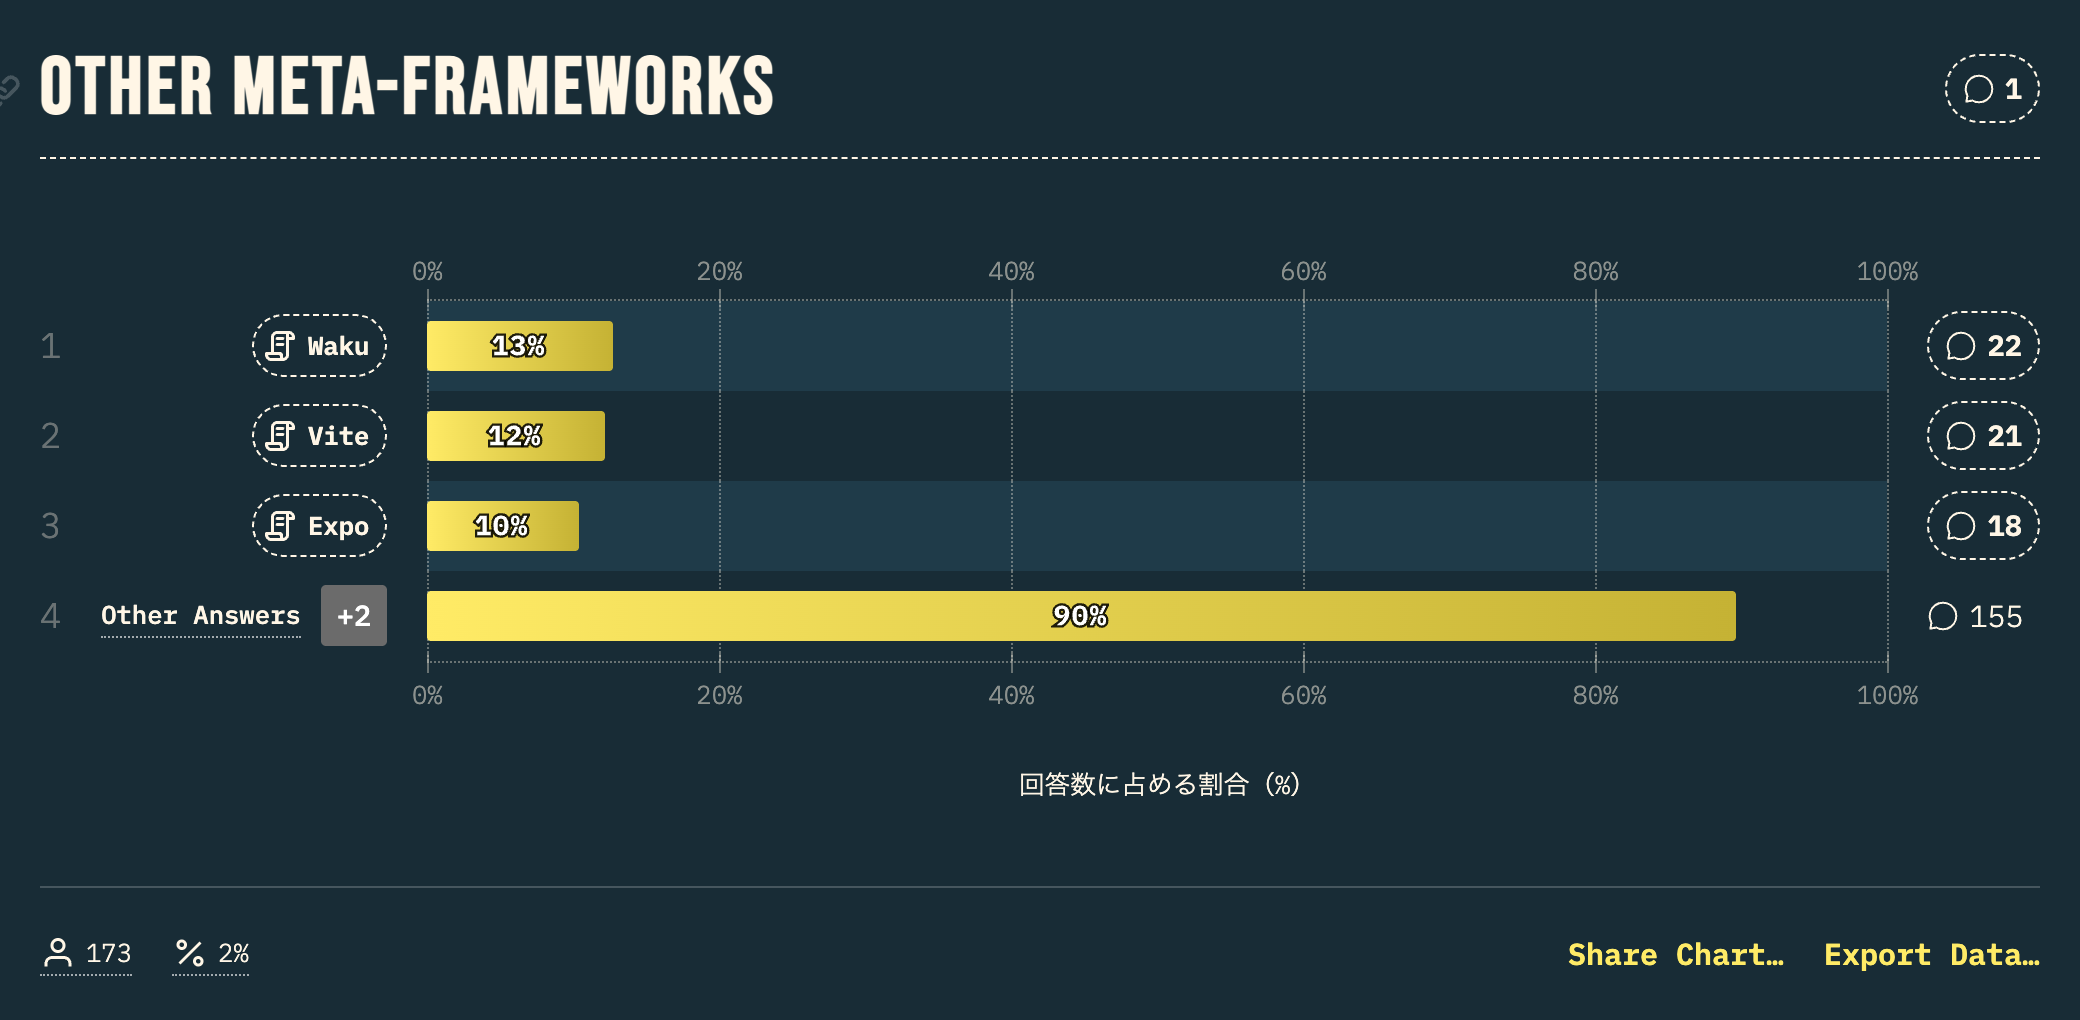 OTHER META-FRAMEWORKS
1
0% 20% 40% 60% 80% 100%
1 Waku 13% 22
2 Vite 12% 21
3 Expo 10% 18
4 Other Answers +2 90% 155
0% 20% 40% 60% 80% 100%
回答数に占める割合 (%)
173 2%
Share Chart… Export Data…